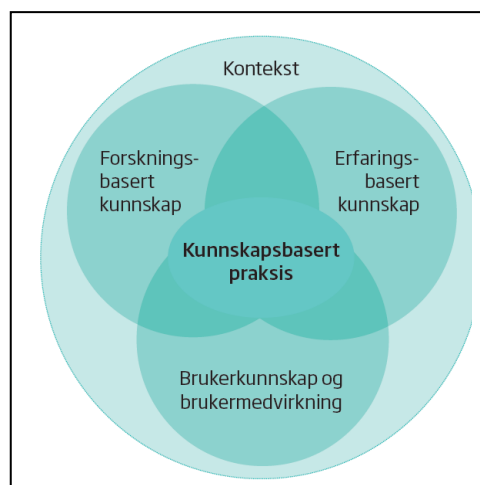 Kontekst
Forsknings-
basert
kunnskap
Erfarings-
basert
kunnskap
Kunnskapsbasert
praksis
Brukerkunnskap og
brukermedvirkning